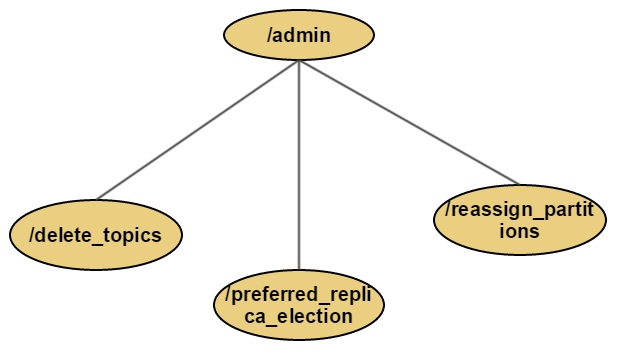 /admin
/delete_topics
/preferred_repli
ca_election
/reassign_partit
ions